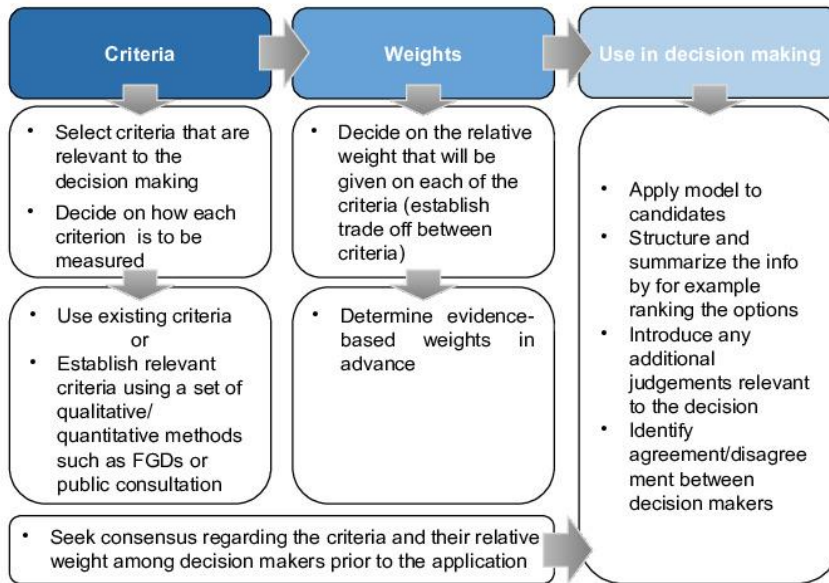 Criteria
Weights
Use in decision making
• Select criteria that are
relevant to the
decision making
• Decide on how each
criterion is to be
measured
• Decide on the relative
weight that will be
given on each of the
criteria (establish
trade off between
criteria)
• Use existing criteria
or
• Establish relevant
criteria using a set of
qualitative/
quantitative methods
such as FGDs or
public consultation
• Determine evidence-
based weights in
advance
• Apply model to
candidates
• Structure and
summarize the info
by for example
ranking the options
• Introduce any
additional
judgements relevant
to the decision
• Identify
agreement/disagree
ment between
decision makers
• Seek consensus regarding the criteria and their relative
weight among decision makers prior to the application